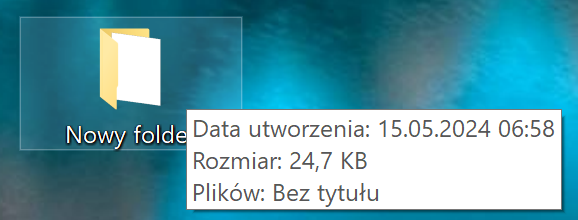 Nowy folde
Data utworzenia: 15.05.2024 06:58
Rozmiar: 24,7 KB
Plików: Bez tytułu